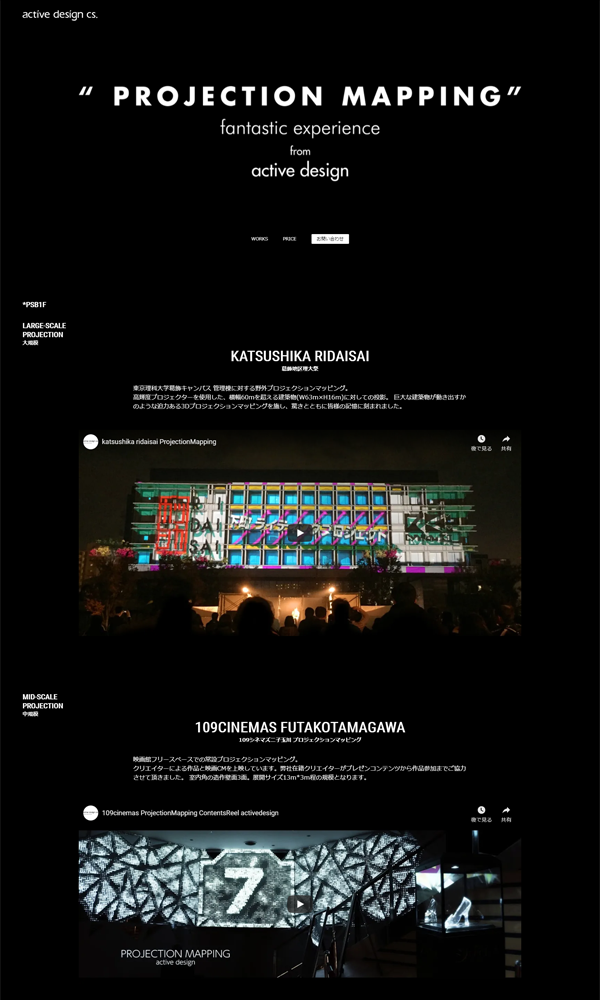 active design cs.
“ PROJECTION MAPPING”
fantastic experience
from
active design
WORKS PRICE お問い合わせ
*PSB1F
LARGE-SCALE
PROJECTION
大規模
KATSUSHIKA RIDAISAI
葛飾地区理大祭
東京理科大学葛飾キャンパス 管理棟に対する野外プロジェクションマッピング。
高輝度プロジェクターを使用した、横幅60mを超える建築物(W63m×H16m)に対しての投影。 巨大な建築物が動き出すか
のような迫力ある3Dプロジェクションマッピングを施し、驚きとともに皆様の記憶に刻まれました。
katsushika ridaisai ProjectionMapping
後で見る 共有
RI
DAI
SAI
MID-SCALE
PROJECTION
中規模
109CINEMAS FUTAKOTAMAGAWA
109シネマズ二子玉川 プロジェクションマッピング
映画館フリースペースでの常設プロジェクションマッピング。
クリエイターによる作品と映画CMを上映しています。弊社在籍クリエイターがプレゼンコンテンツから作品参加までご協力
させて頂きました。 室内角の造作壁面3面。展開サイズ13m*3m程の規模となります。
109cinemas ProjectionMapping ContentsReel activedesign
後で見る 共有
7
PROJECTION MAPPING
active design